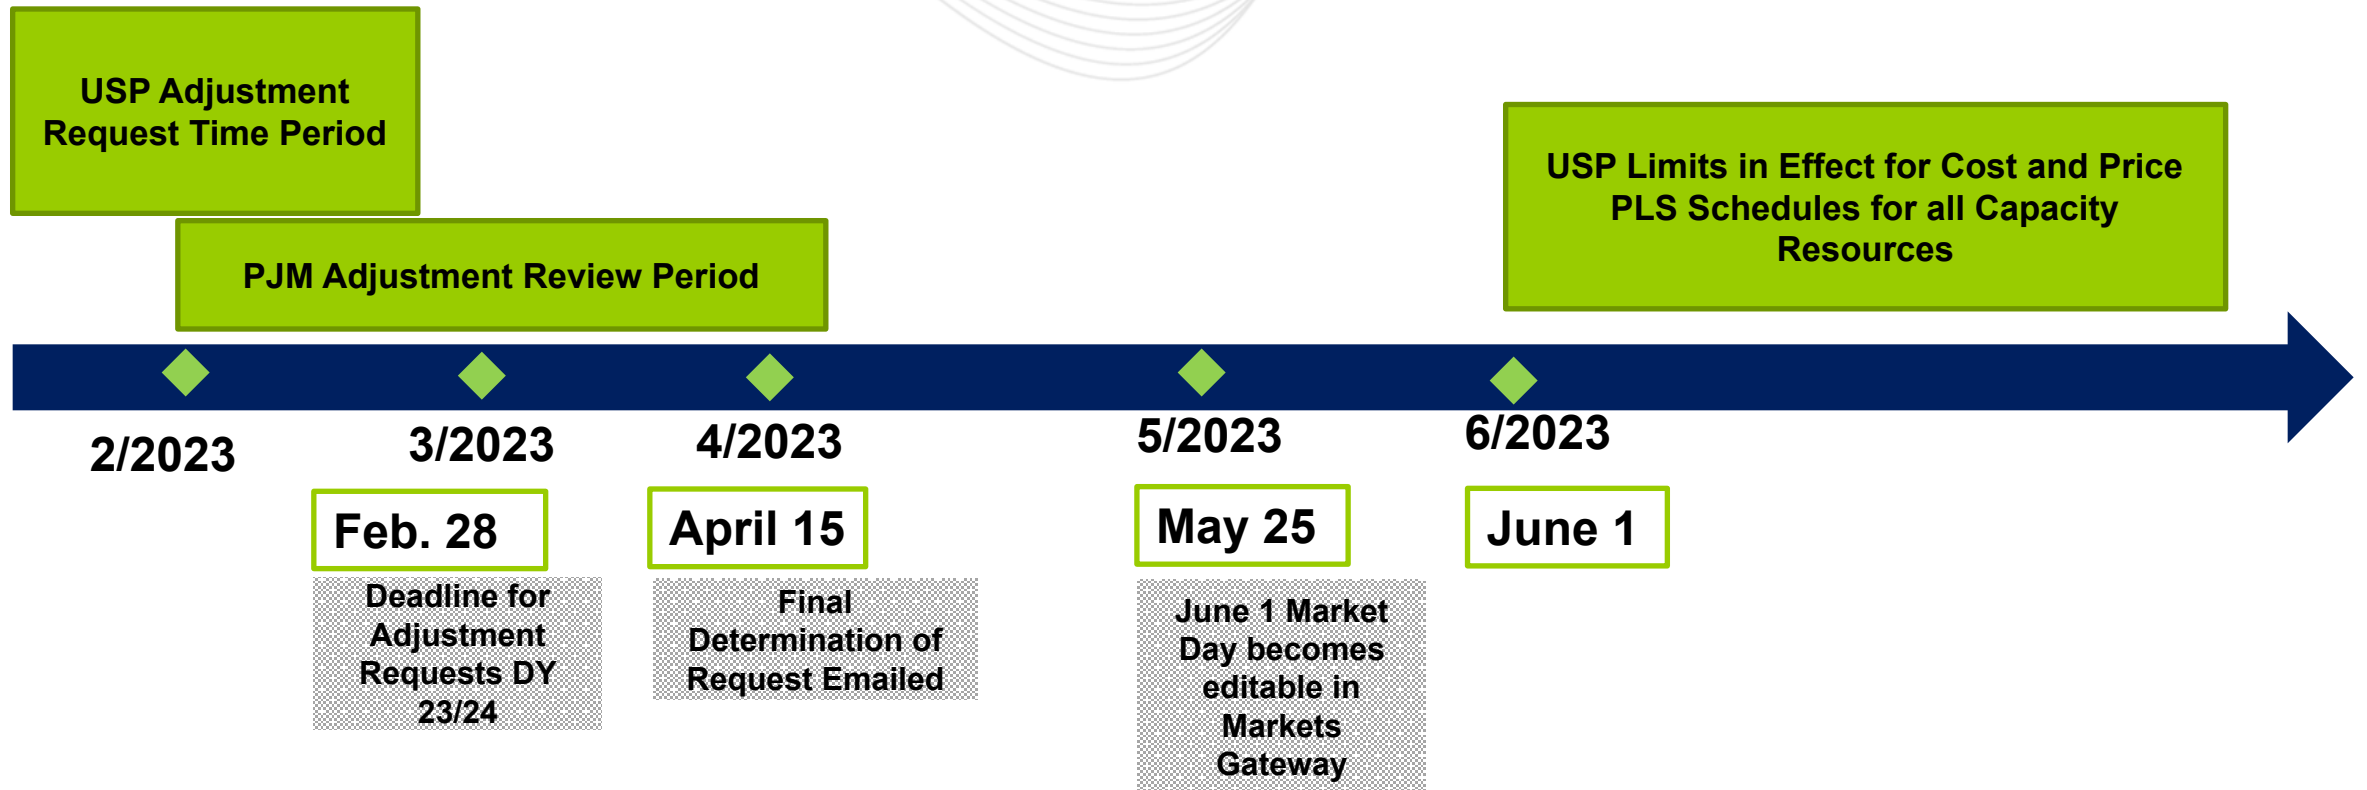 USP Adjustment
Request Time Period
PJM Adjustment Review Period
USP Limits in Effect for Cost and Price
PLS Schedules for all Capacity
Resources
2/2023
3/2023
4/2023
5/2023
6/2023
Feb. 28
Deadline for
Adjustment
Requests DY
23/24
April 15
Final
Determination of
Request Emailed
May 25
June 1 Market
Day becomes
editable in
Markets
Gateway
June 1